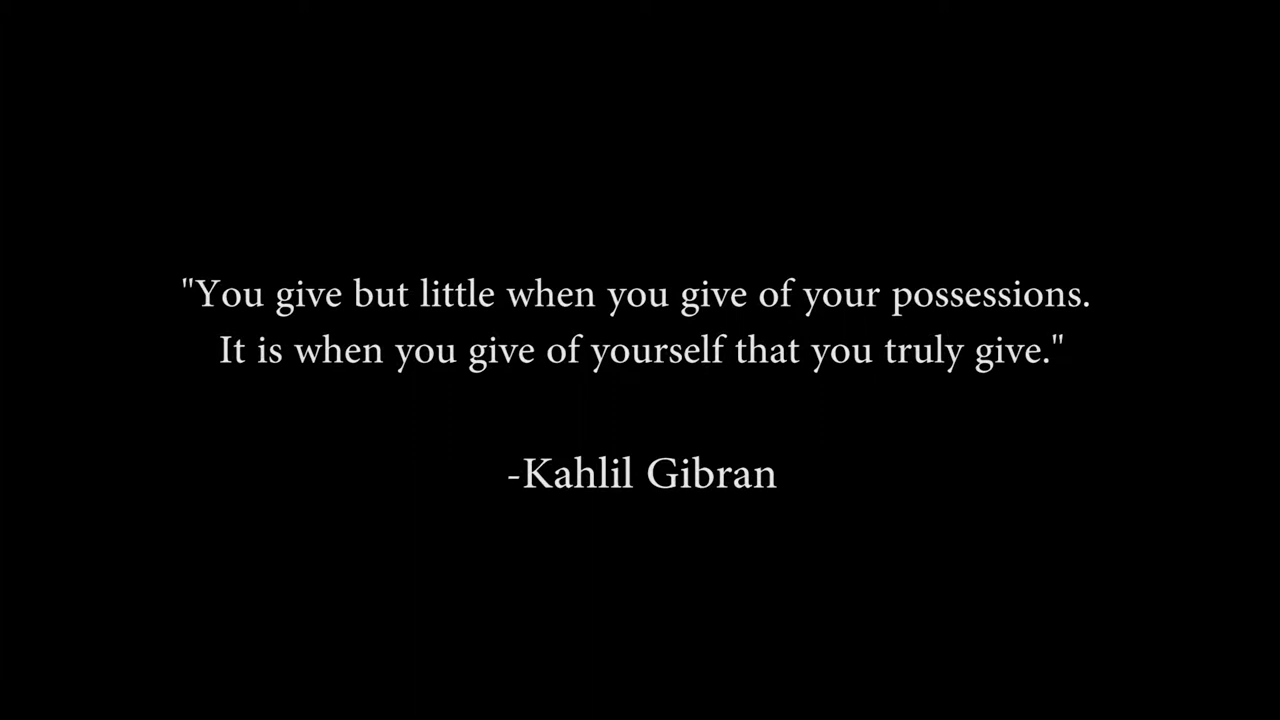 "You give but little when you give of your possessions.
It is when you give of yourself that you truly give."
-Kahlil Gibran